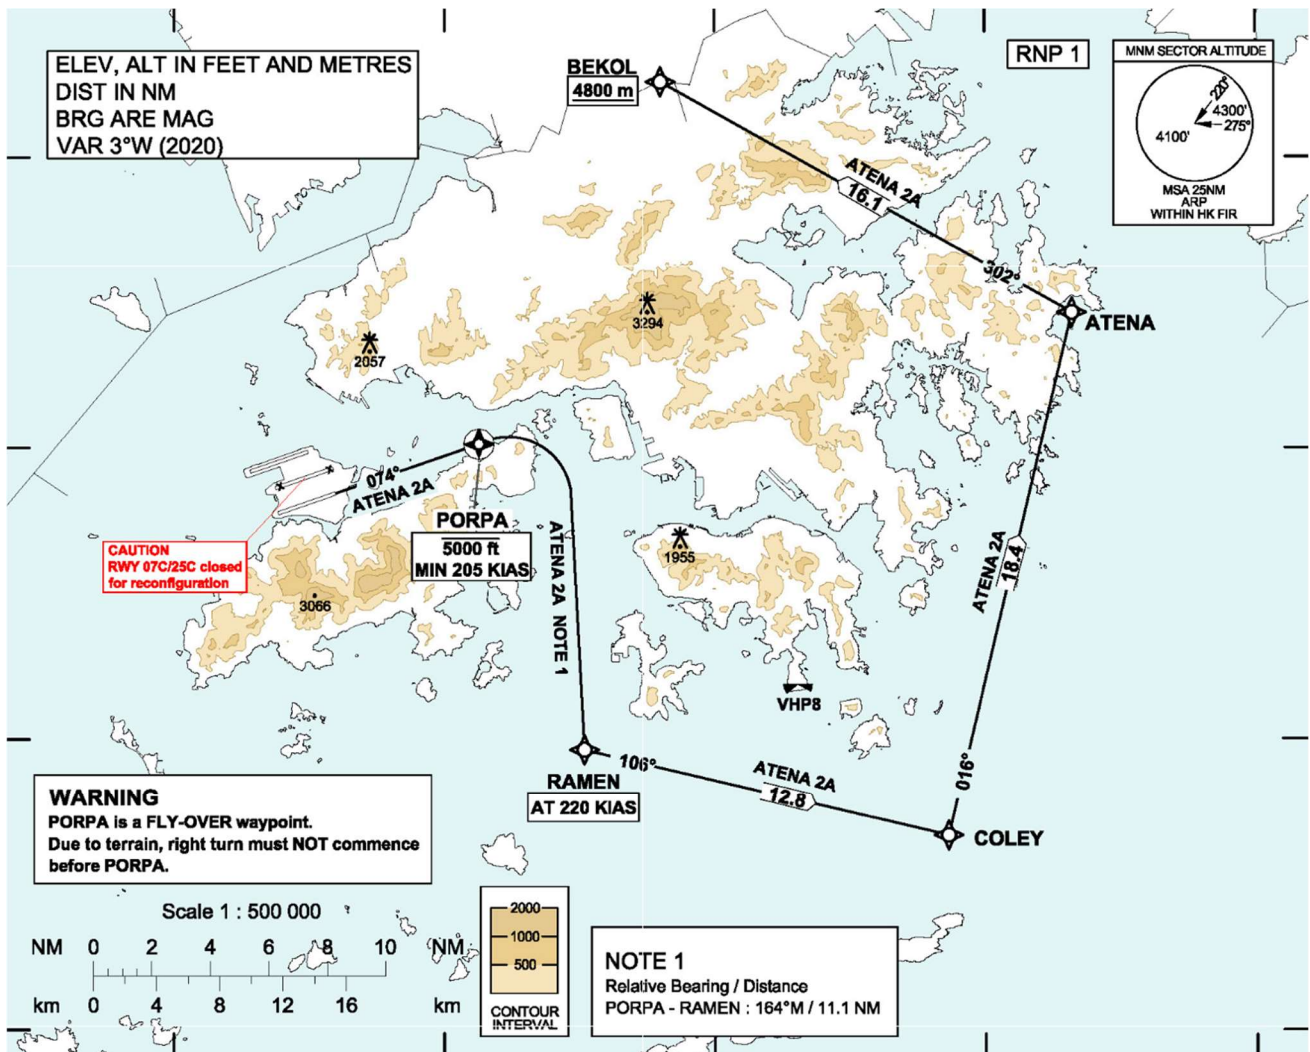 ELEV, ALT IN FEET AND METRES
DIST IN NM
BRG ARE MAG
VAR 3°W (2020)
BEKOL
4800 m
RNP 1
MNM SECTOR ALTITUDE
220°
4300'
275°
4100'
MSA 25NM
ARP
WITHIN HK FIR
ATENA 2A
16.1
302°
ATENA
3294
2057
074°
ATENA 2A
PORPA
5000 ft
MIN 205 KIAS
CAUTION
RWY 07C/25C closed
for reconfiguration
3066
ATENA 2A NOTE 1
1955
VHP8
ATENA 2A
18.4
016°
RAMEN
AT 220 KIAS
106°
ATENA 2A
12.8
COLEY
WARNING
PORPA is a FLY-OVER waypoint.
Due to terrain, right turn must NOT commence
before PORPA.
Scale 1 : 500 000
NM 0 2 4 6 8 10 NM
km 0 4 8 12 16 km
2000
1000
500
CONTOUR
INTERVAL
NOTE 1
Relative Bearing / Distance
PORPA - RAMEN : 164°M / 11.1 NM